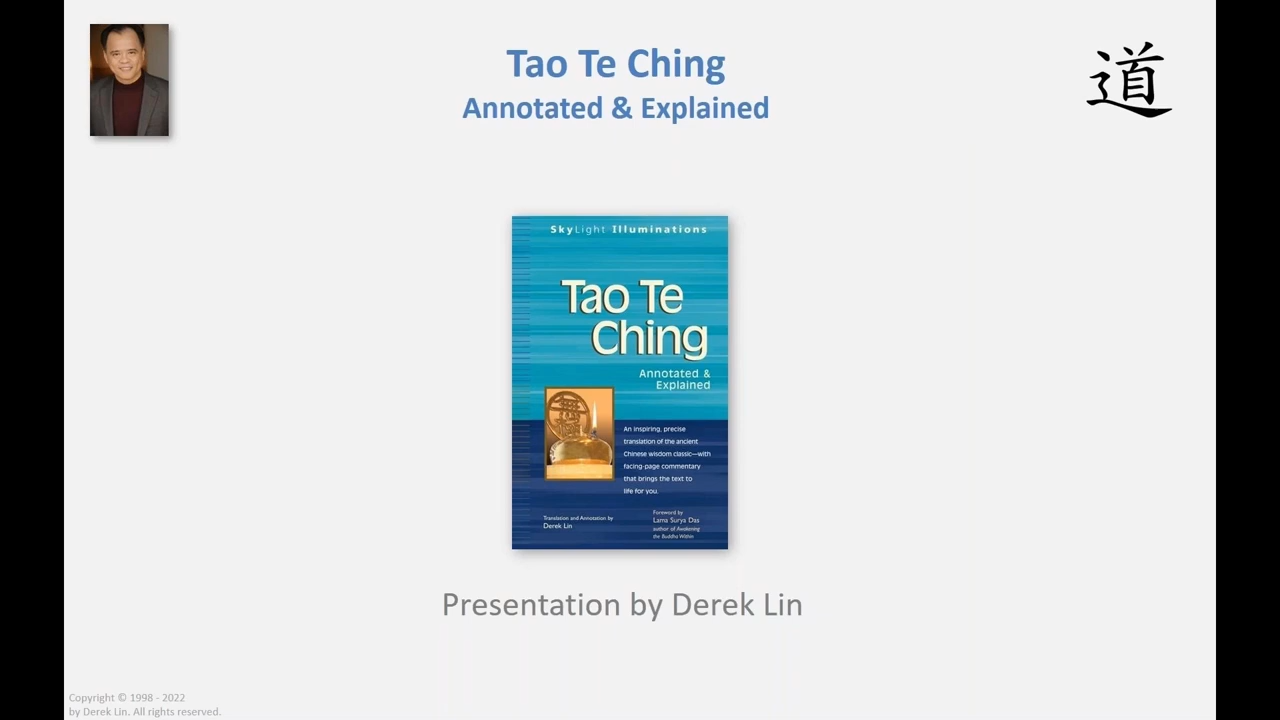 Tao Te Ching
Annotated & Explained
道
SkyLight Illuminations
Tao Te
Ching
Annotated &
Explained
An inspiring, precise
translation of the ancient
Chinese wisdom classic—with
facing-page commentary
that brings the text to
life for you.
Translation and Annotation by
Derek Lin
Foreword by
Lama Surya Das
author of Awakening
the Buddha Within
Presentation by Derek Lin
Copyright © 1998 - 2022
by Derek Lin. All rights reserved.